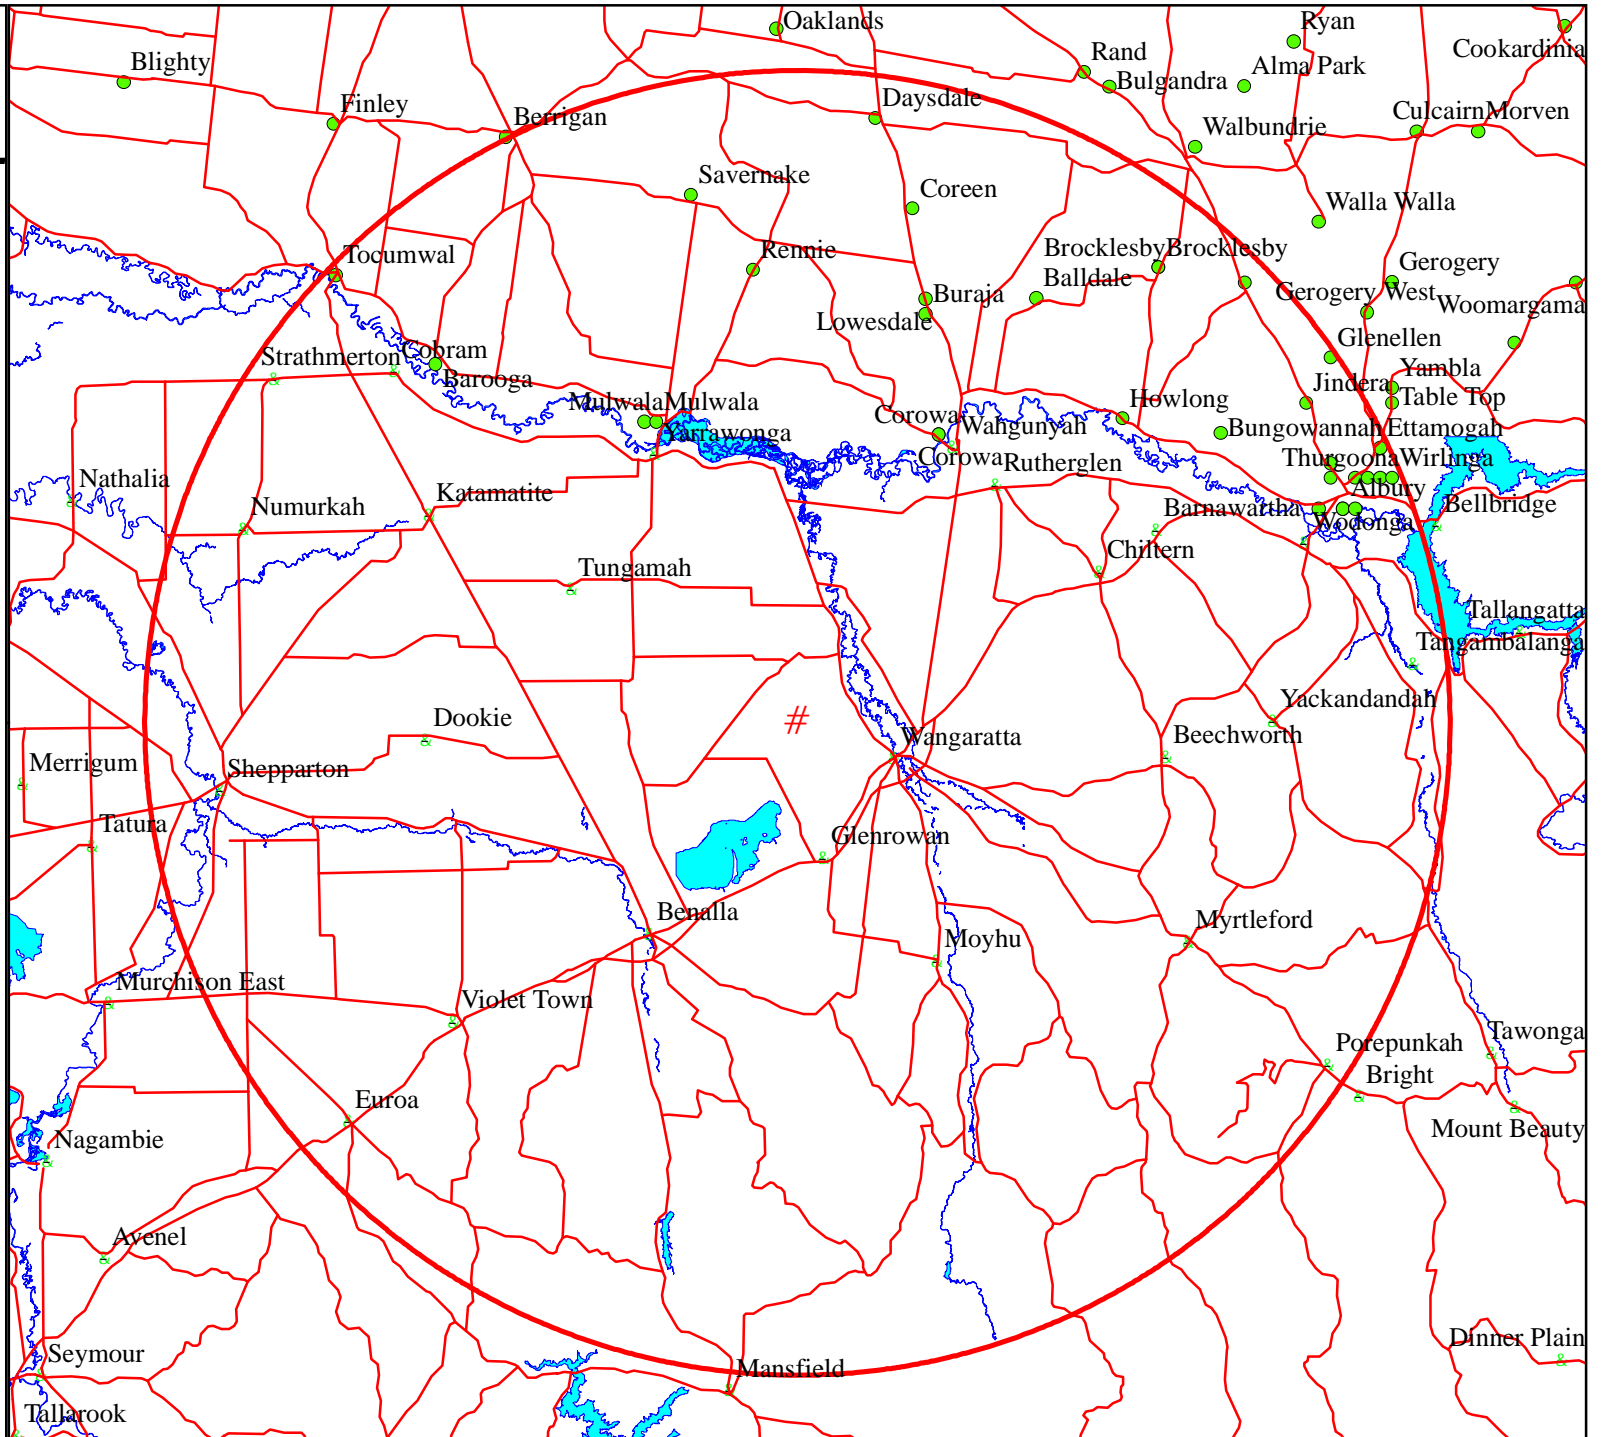 Oaklands
Ryan
Cookardinia
Blighty
Rand
Bulgandra
Alma Park
Finley
Berrigan
Daysdale
Walbundrie
Culcairn
Morven
Savernake
Coreen
Walla Walla
Tocumwal
Rennie
Brocklesby
Brocklesby
Balldale
Gerogery
Gerogery West
Woomargama
Buraja
Lowesdale
Glenellen
Strathmerton
Cobram
Barooga
Yambla
Jindera
Table Top
Mulwala
Mulwala
Yarrawonga
Corowa
Wahgunyah
Howlong
Bungowannah
Ettamogah
Corowa
Rutherglen
Thurgoona
Wirlinga
Nathalia
Numurkah
Katamatite
Albury
Barnawartha
Wodonga
Bellbridge
Chiltern
Tungamah
Tallangatta
Tangambalanga
Yackandandah
Dookie
#
Wangaratta
Beechworth
Merrigum
Shepparton
Tatura
Glenrowan
Benalla
Myrtleford
Moyhu
Murchison East
Violet Town
Tawonga
Porepunkah
Bright
Euroa
Mount Beauty
Nagambie
Avenel
Dinner Plain
Seymour
Mansfield
Tallarook